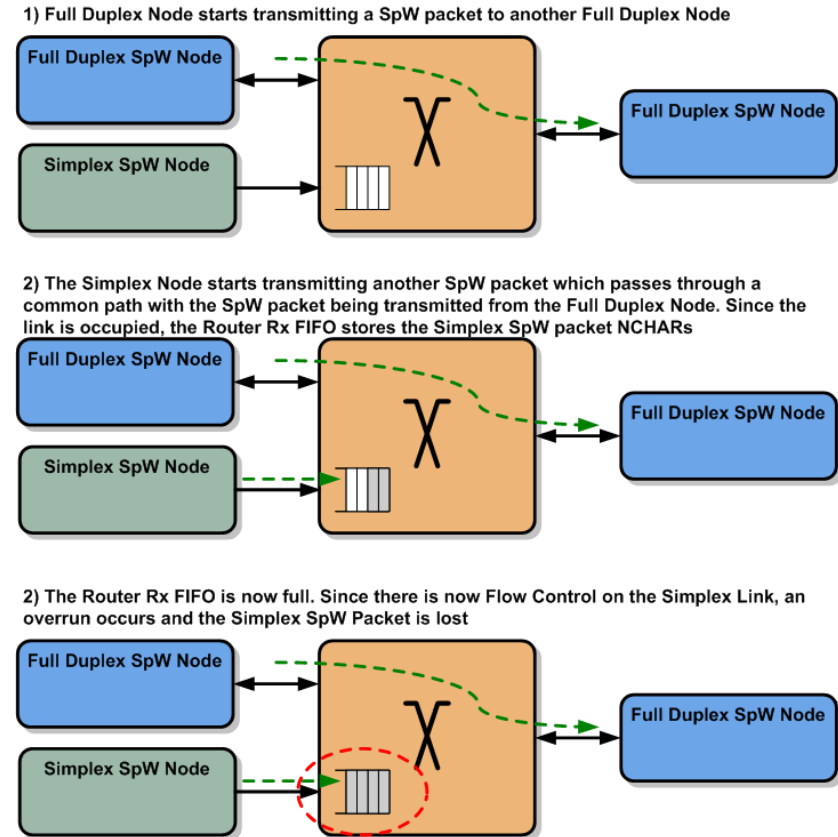 1) Full Duplex Node starts transmitting a SpW packet to another Full Duplex Node
Full Duplex SpW Node
Full Duplex SpW Node
Simplex SpW Node
2) The Simplex Node starts transmitting another SpW packet which passes through a
common path with the SpW packet being transmitted from the Full Duplex Node. Since the
link is occupied, the Router Rx FIFO stores the Simplex SpW packet NCHARs
Full Duplex SpW Node
Full Duplex SpW Node
Simplex SpW Node
2) The Router Rx FIFO is now full. Since there is now Flow Control on the Simplex Link, an
overrun occurs and the Simplex SpW Packet is lost
Full Duplex SpW Node
Full Duplex SpW Node
Simplex SpW Node